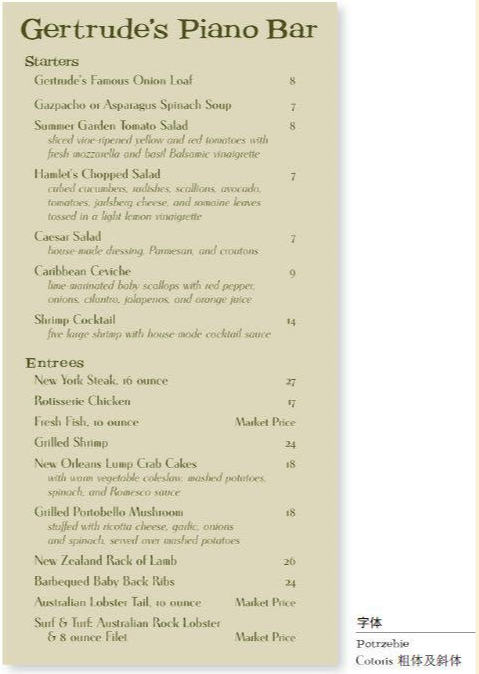 Gertrude's Piano Bar
Starters
Gertrude's Famous Onion Loaf 8
Gazpacho or Asparagus Spinach Soup 7
Summer Garden Tomato Salad 8
sliced vine-ripened yellow and red tomatoes with
fresh mozzarella and basil Balsamic vinaigrette
Hamlet's Chopped Salad 7
cubed cucumbers, radishes, scallions, avocado,
tomatoes, jarlsberg cheese, and romaine leaves
tossed in a light lemon vinaigrette
Caesar Salad 7
house-made dressing, Parmesan, and croutons
Caribbean Ceviche 9
lime-marinated baby scallops with red pepper,
onions, cilantro, jalapenos, and orange juice
Shrimp Cocktail 14
five large shrimp with house-made cocktail sauce
Entrees
New York Steak, 16 ounce 27
Rotisserie Chicken 17
Fresh Fish, 10 ounce Market Price
Grilled Shrimp 24
New Orleans Lump Crab Cakes 18
with warm vegetable coleslaw, mashed potatoes,
spinach, and Romesco sauce
Grilled Portobello Mushroom 18
stuffed with ricotta cheese, garlic, onions
and spinach, served over mashed potatoes
New Zealand Rack of Lamb 26
Barbequed Baby Back Ribs 24
Australian Lobster Tail, 10 ounce Market Price
Surf & Turf: Australian Rock Lobster
& 8 ounce Filet Market Price
字体
Potrzebie
Cotoris 粗体及斜体